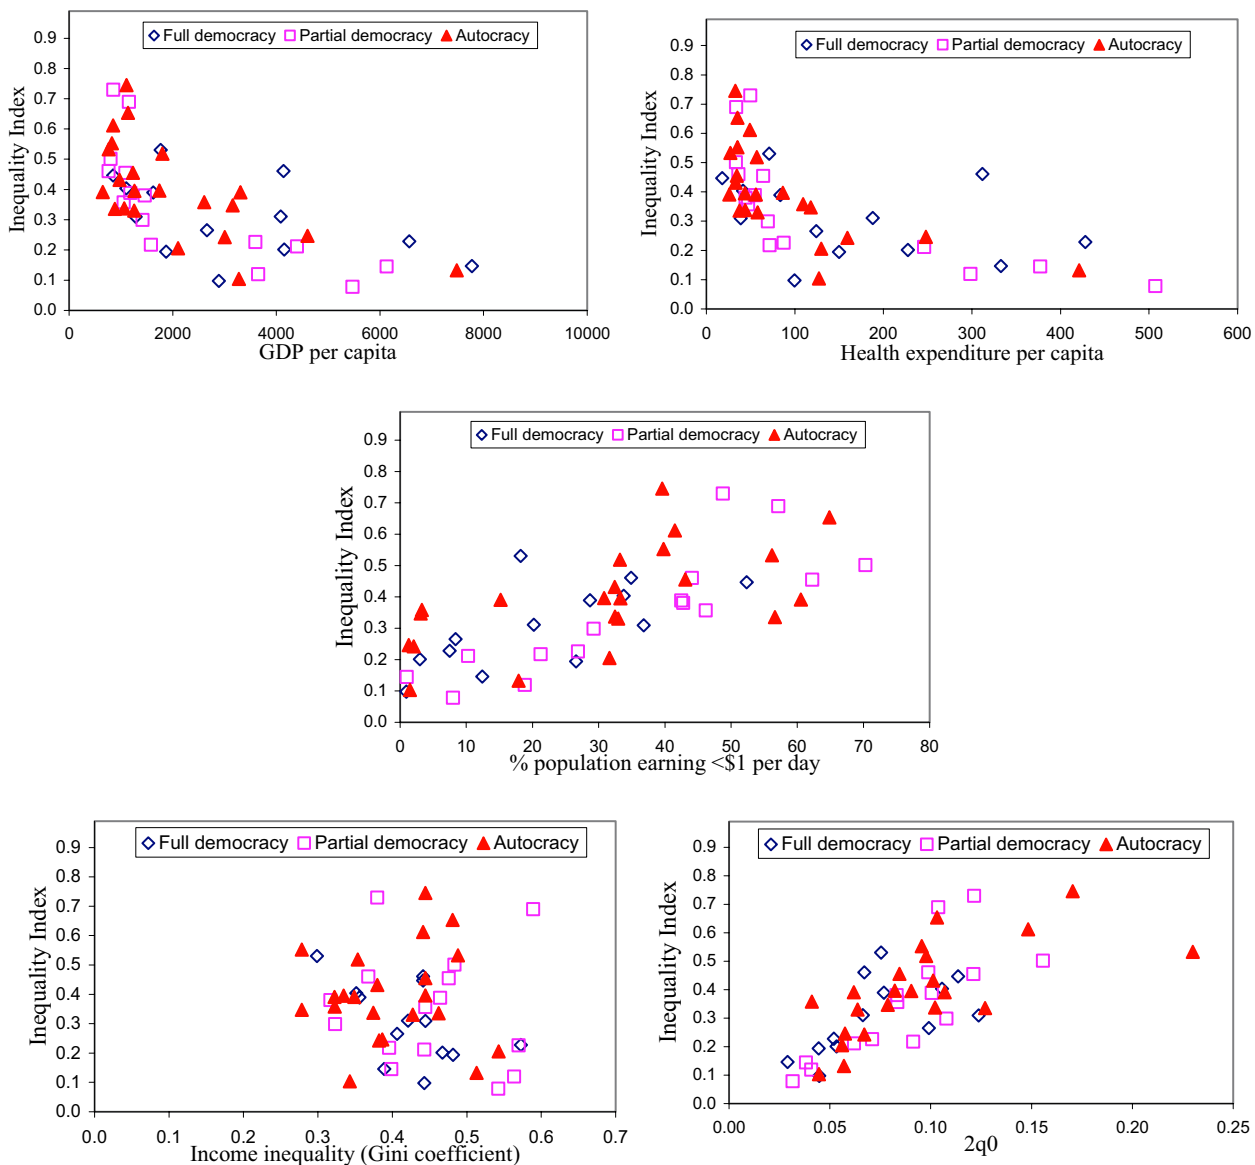 Full democracy Partial democracy Autocracy
0.9
0.8
0.7
0.6
0.5
0.4
0.3
0.2
0.1
0.0
Inequality Index
0 2000 4000 6000 8000 10000
GDP per capita
Full democracy Partial democracy Autocracy
0.9
0.8
0.7
0.6
0.5
0.4
0.3
0.2
0.1
0.0
Inequality Index
0 100 200 300 400 500 600
Health expenditure per capita
Full democracy Partial democracy Autocracy
0.9
0.8
0.7
0.6
0.5
0.4
0.3
0.2
0.1
0.0
Inequality Index
0 10 20 30 40 50 60 70 80
% population earning <$1 per day
Full democracy Partial democracy Autocracy
0.9
0.8
0.7
0.6
0.5
0.4
0.3
0.2
0.1
0.0
Inequality Index
0.0 0.1 0.2 0.3 0.4 0.5 0.6 0.7
Income inequality (Gini coefficient)
Full democracy Partial democracy Autocracy
0.9
0.8
0.7
0.6
0.5
0.4
0.3
0.2
0.1
0.0
Inequality Index
0.00 0.05 0.10 0.15 0.20 0.25
2q0